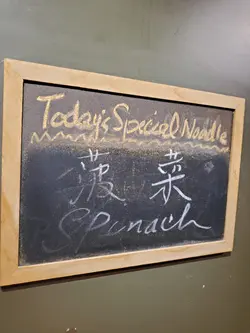 Today's Special Noodle
菠 菜
Spinach